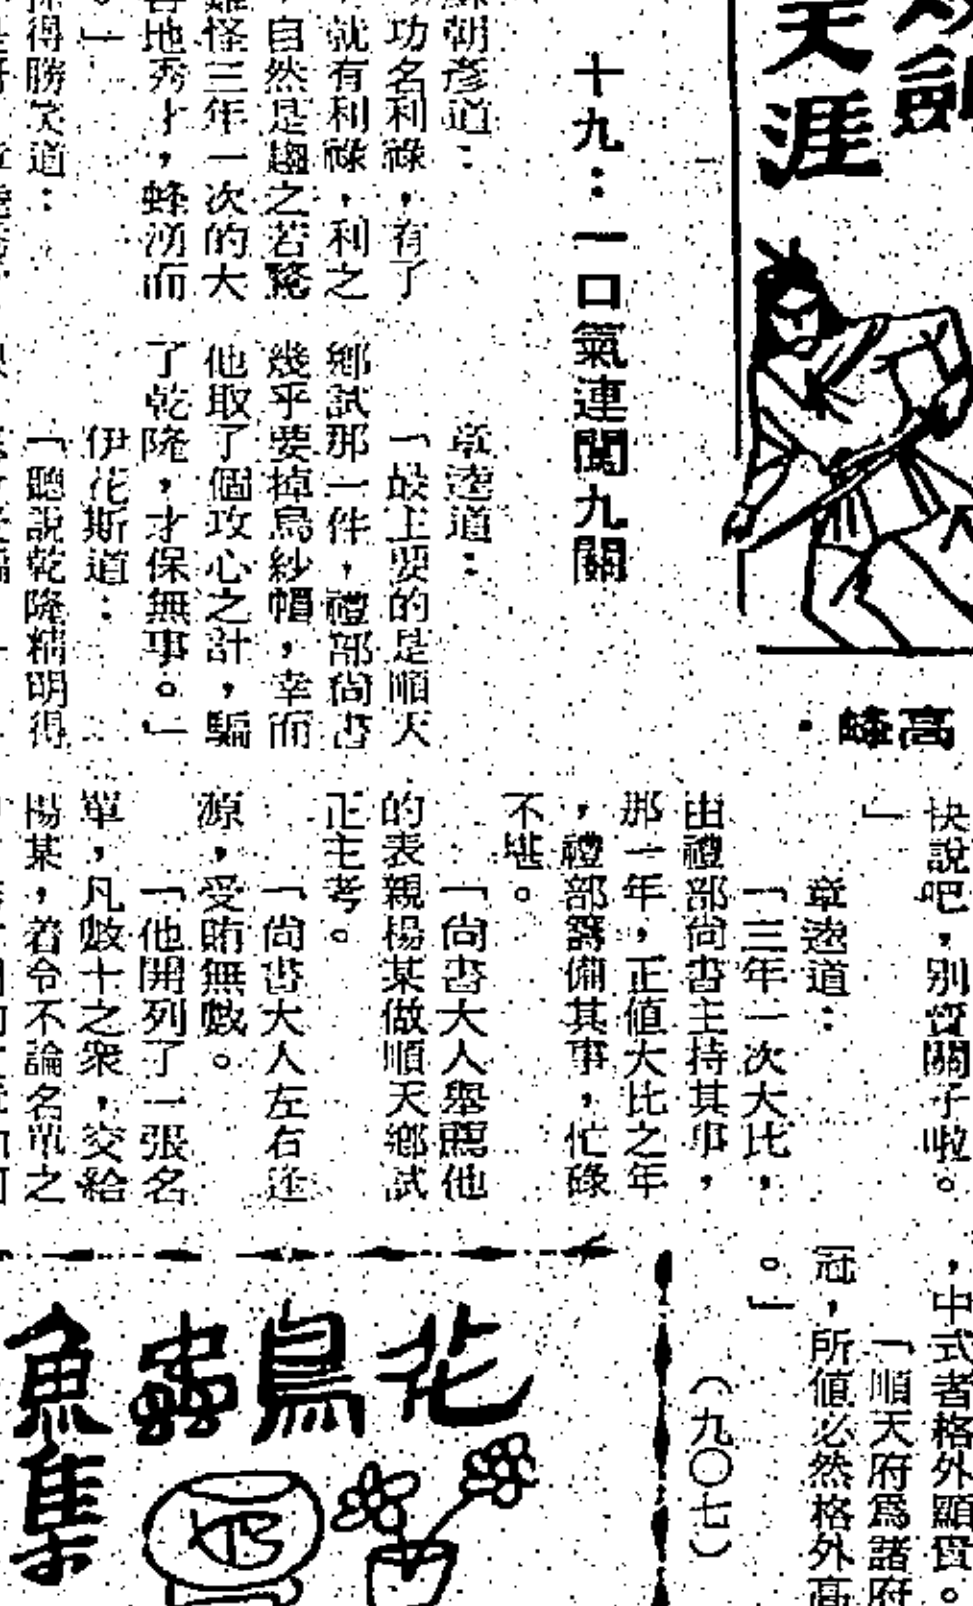 天涯
高峰・
十九：一口氣連闖九關
朝彥道：
功名利祿，有了
就有利祿，利之
自然是趨之若鶩
怪三年一次的大
地秀才，蜂湧而
。」
得勝笑道：
章逵道：
「最主要的是順天
鄉試那一件，禮部尚書
幾乎要掉烏紗帽，幸而
他取了個攻心之計，騙
了乾隆，才保無事。」
伊花斯道：
「聽說乾隆精明得
快說吧，別賣關子啦。
」
章逵道：
「三年一次大比，
由禮部尚書主持其事，
那一年，正值大比之年
，禮部籌備其事，忙碌
不堪。
「尚書大人舉薦他
的表親楊某做順天鄉試
正主考。
「尚書大人左右逢
源，受賄無數。
「他開列了一張名
單，凡數十之衆，交給
楊某，着令不論名單之
，中式者格外顯貴。
「順天府爲諸府
冠，所值必然格外高
。」
（九〇七）
花鳥蟲魚集